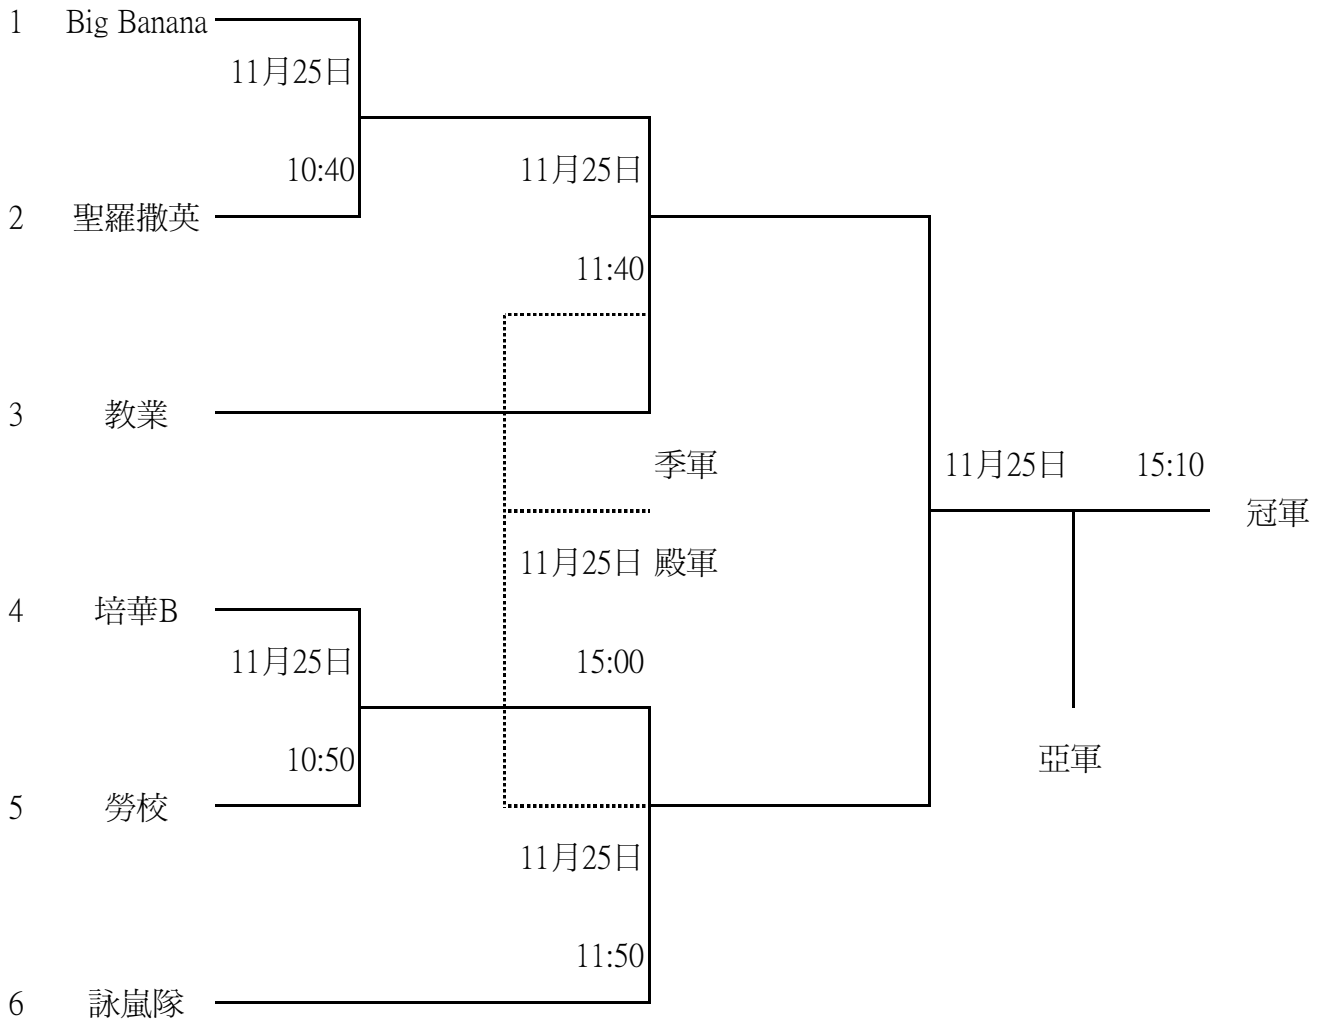 1 Big Banana
11月25日
10:40 11月25日
2 聖羅撒英
11:40
3 教業
季軍 11月25日 15:10
冠軍
11月25日 殿軍
4 培華B
11月25日 15:00
10:50 亞軍
5 勞校
11月25日
11:50
6 詠嵐隊